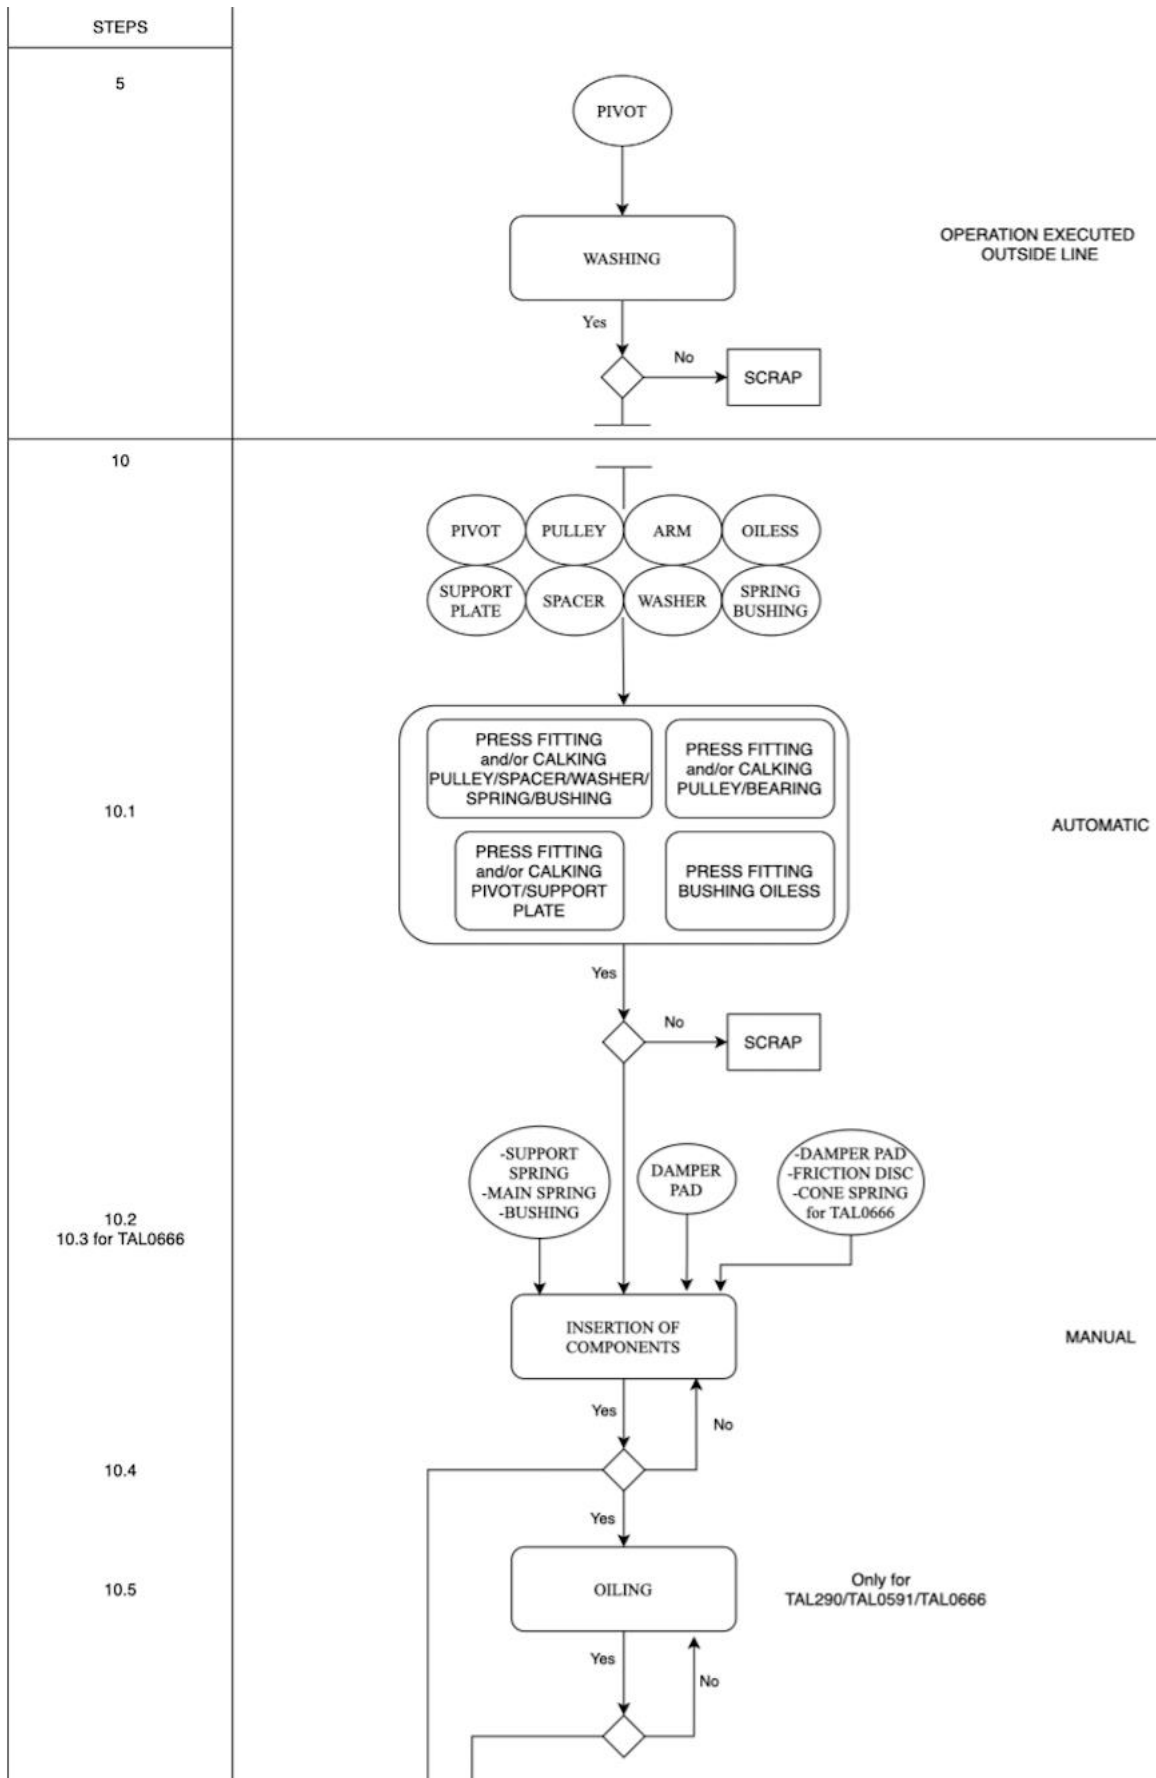 STEPS
5
PIVOT
WASHING
OPERATION EXECUTED
OUTSIDE LINE
Yes
No
SCRAP
10
PIVOT
PULLEY
ARM
OILESS
SUPPORT
PLATE
SPACER
WASHER
SPRING
BUSHING
10.1
PRESS FITTING
and/or CALKING
PULLEY/SPACER/WASHER/
SPRING/BUSHING
PRESS FITTING
and/or CALKING
PULLEY/BEARING
PRESS FITTING
and/or CALKING
PIVOT/SUPPORT
PLATE
PRESS FITTING
BUSHING OILESS
AUTOMATIC
Yes
No
SCRAP
10.2
10.3 for TAL0666
-SUPPORT
SPRING
-MAIN SPRING
-BUSHING
DAMPER
PAD
-DAMPER PAD
-FRICTION DISC
-CONE SPRING
for TAL0666
INSERTION OF
COMPONENTS
MANUAL
Yes
No
10.4
Yes
10.5
OILING
Only for
TAL290/TAL0591/TAL0666
Yes
No